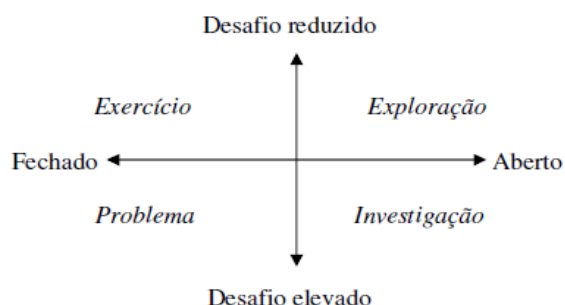 Desafio reduzido
Exercício Exploração
Fechado Aberto
Problema Investigação
Desafio elevado